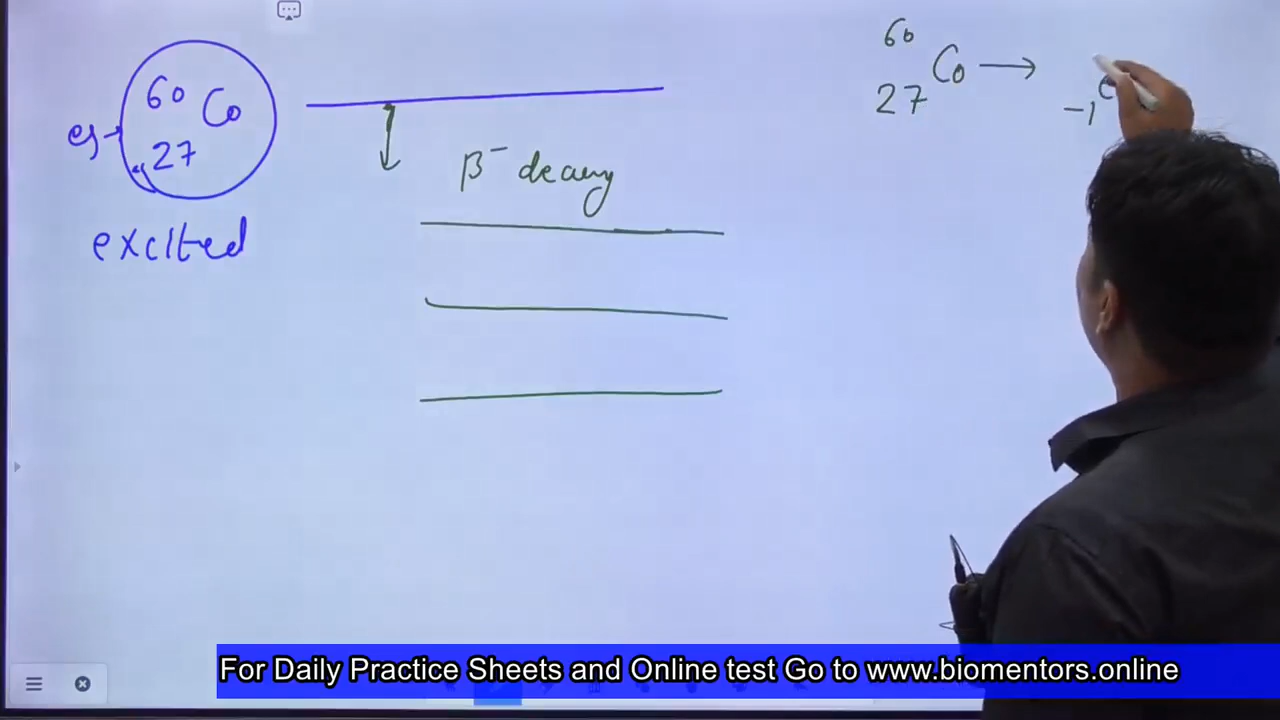 60
27 Co
eg →
excited
β⁻ decay
60
27 Co → -1 e
For Daily Practice Sheets and Online test Go to www.biomentors.online